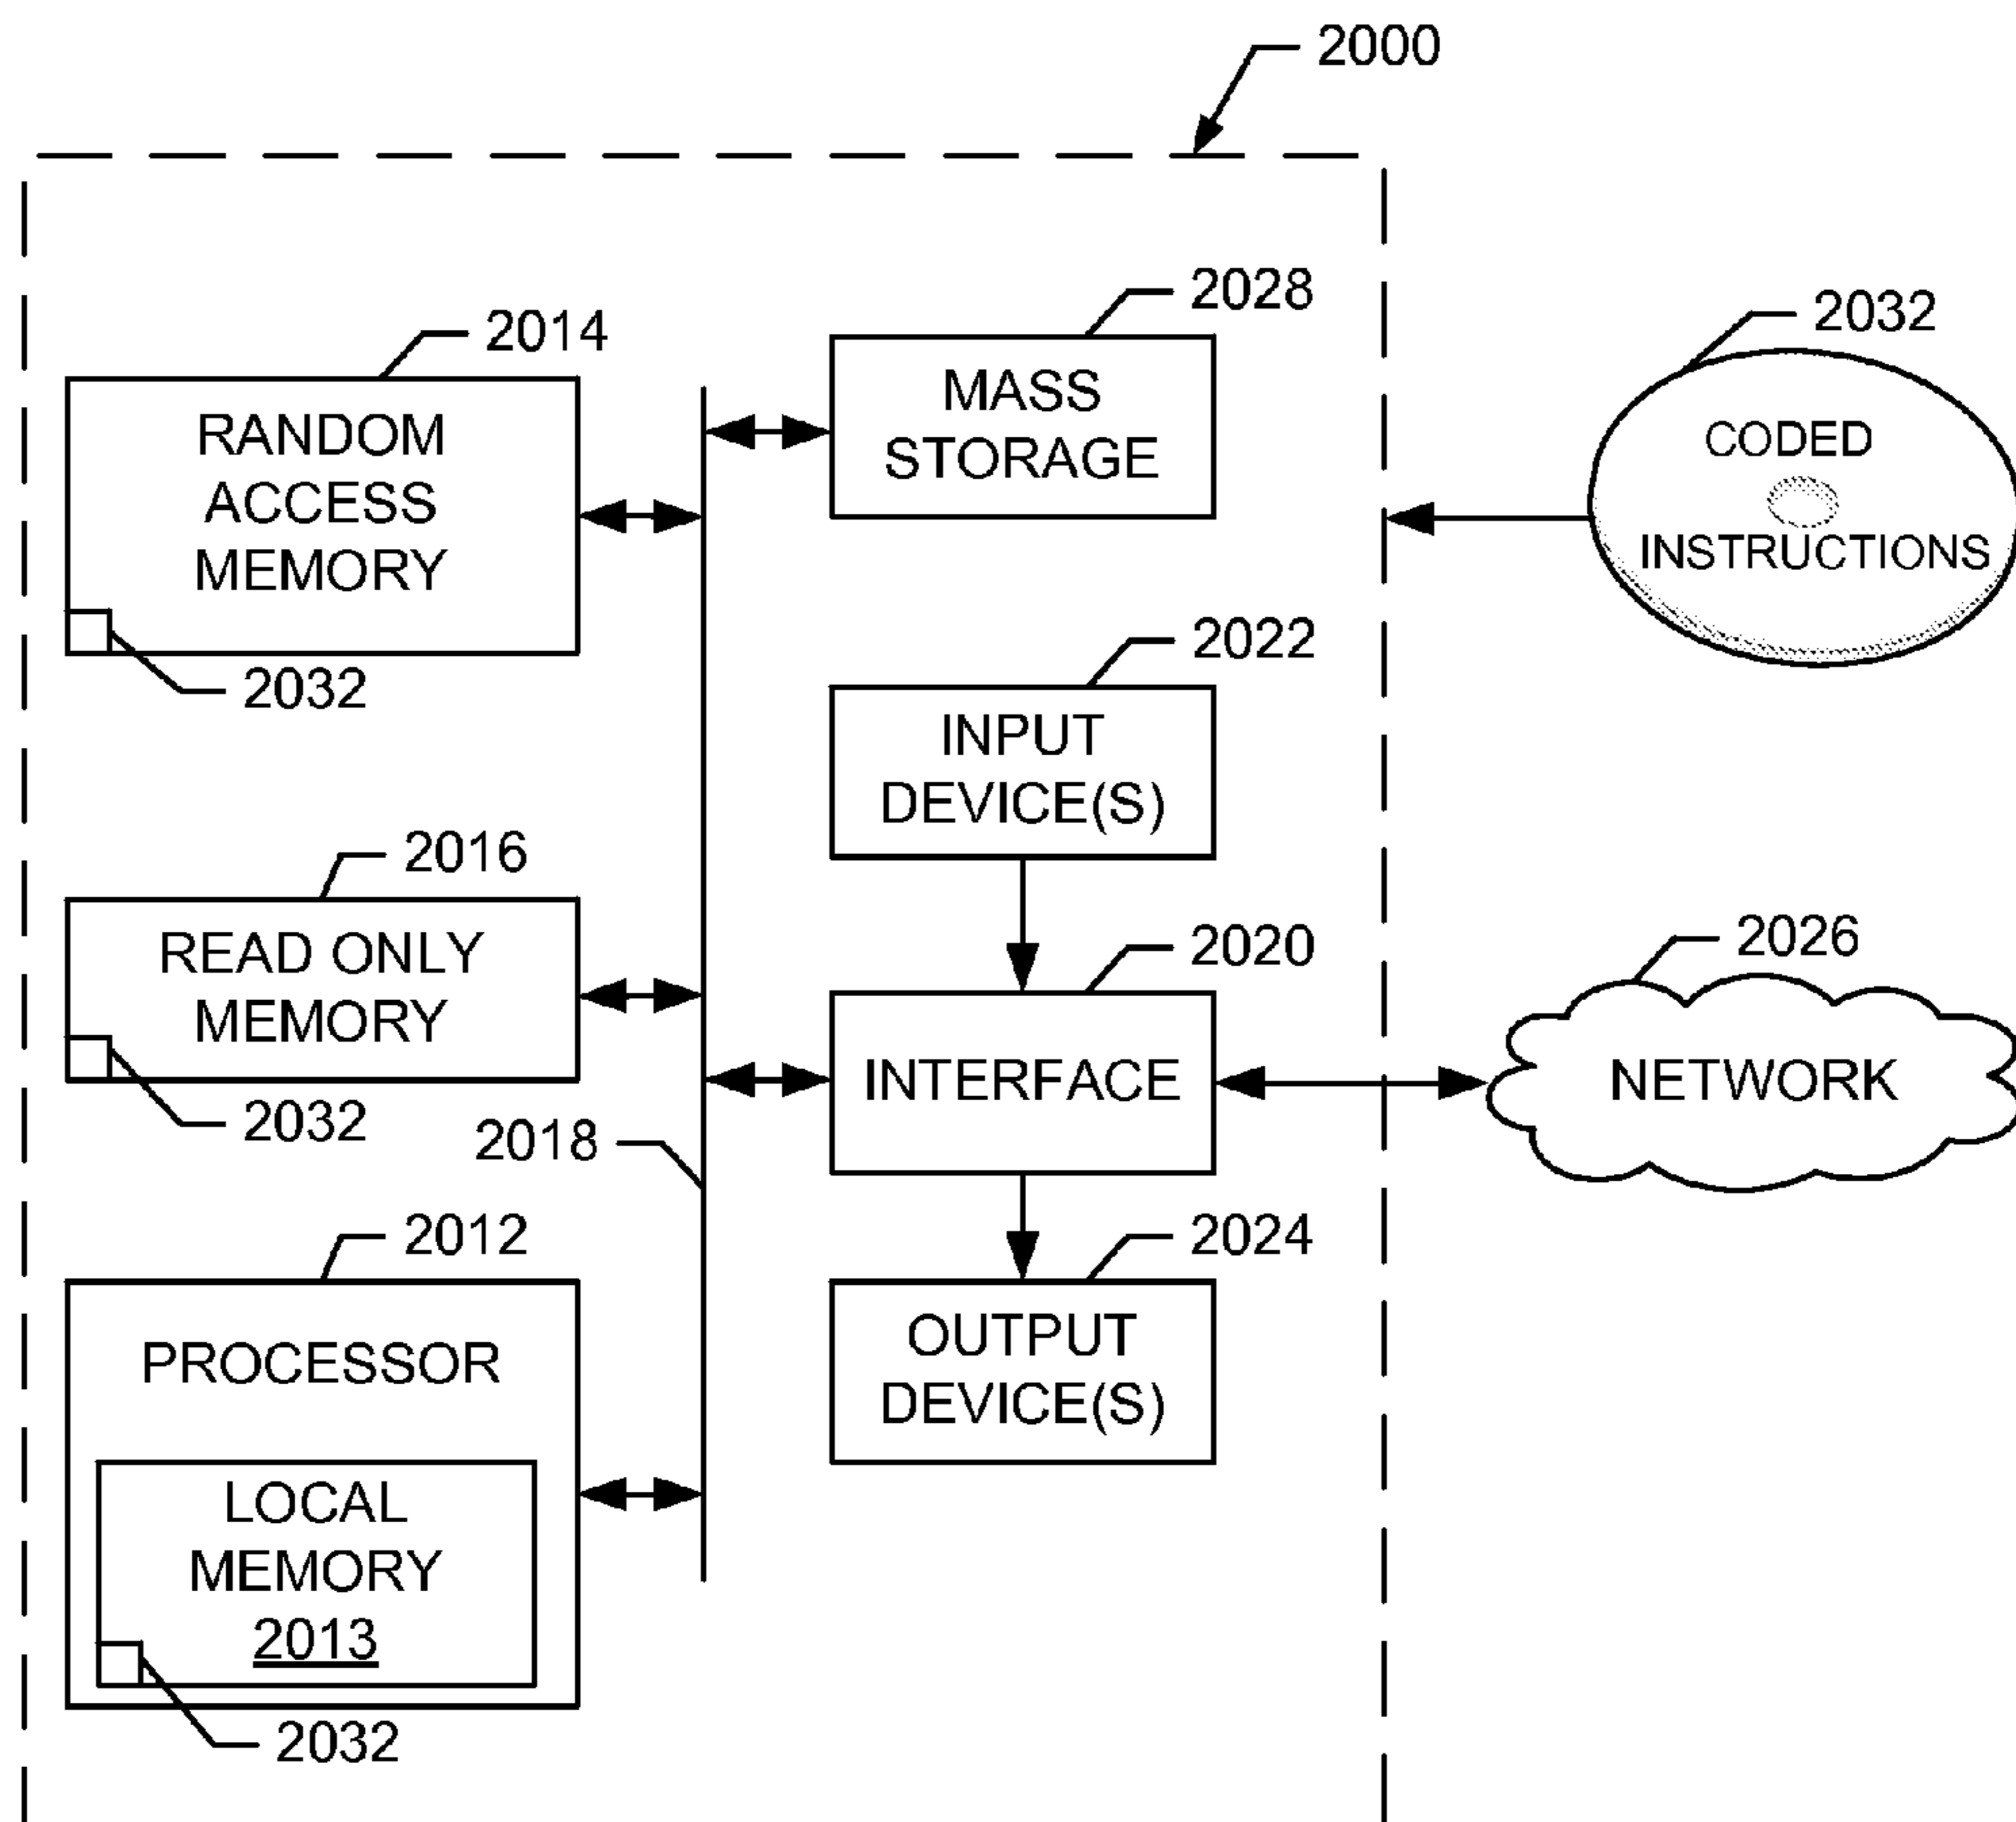 2000
2028
MASS
STORAGE
2014
RANDOM
ACCESS
MEMORY
2032
2032
CODED
INSTRUCTIONS
2022
INPUT
DEVICE(S)
2016
READ ONLY
MEMORY
2032
2020
INTERFACE
2026
NETWORK
2018
2012
PROCESSOR
LOCAL
MEMORY
2013
2032
2024
OUTPUT
DEVICE(S)